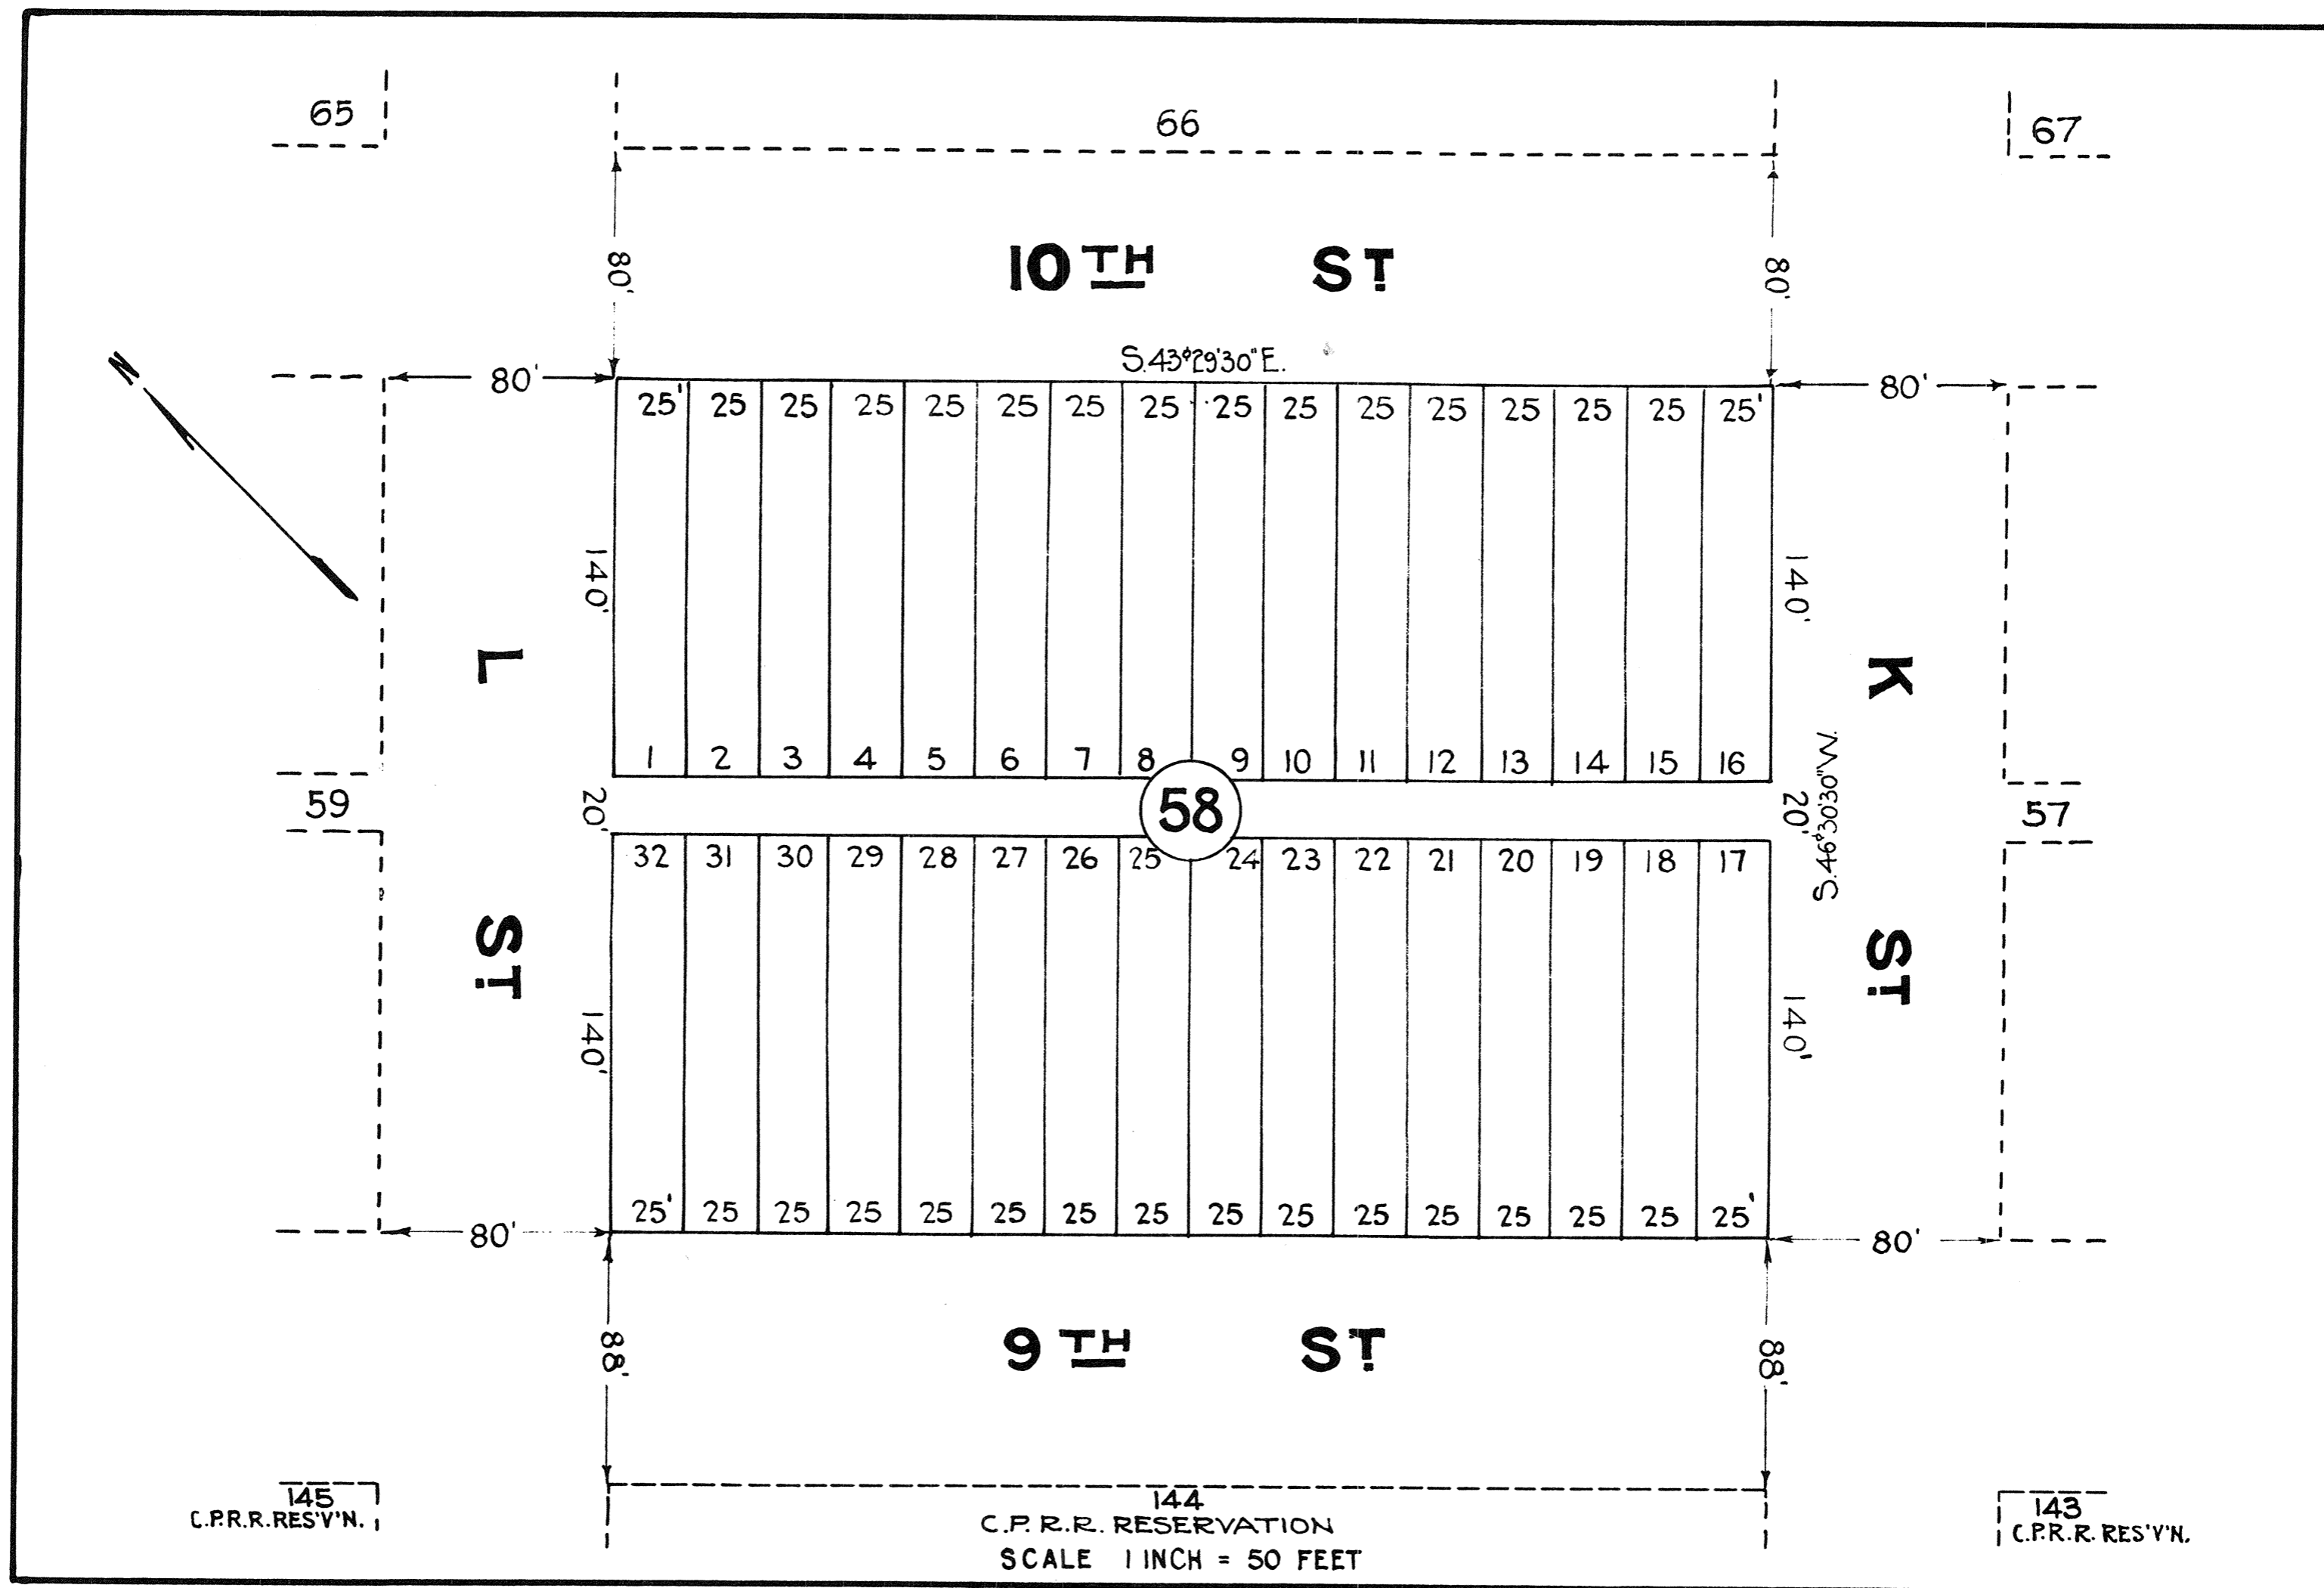 65 66 67
80' 80'
10TH ST
N
S.43°29'30"E.
80' 80'
25' 25 25 25 25 25 25 25 25 25 25 25 25 25 25 25'
140' 140'
L K
1 2 3 4 5 6 7 8 9 10 11 12 13 14 15 16
59 20' 58 20' S.46°30'30"W. 57
32 31 30 29 28 27 26 25 24 23 22 21 20 19 18 17
ST ST
140' 140'
25' 25 25 25 25 25 25 25 25 25 25 25 25 25 25 25'
80' 80'
9TH ST
88' 88'
145 144 143
C.P.R.R. RES'V'N. C.P.R.R. RESERVATION C.P.R.R. RES'V'N.
SCALE 1 INCH = 50 FEET